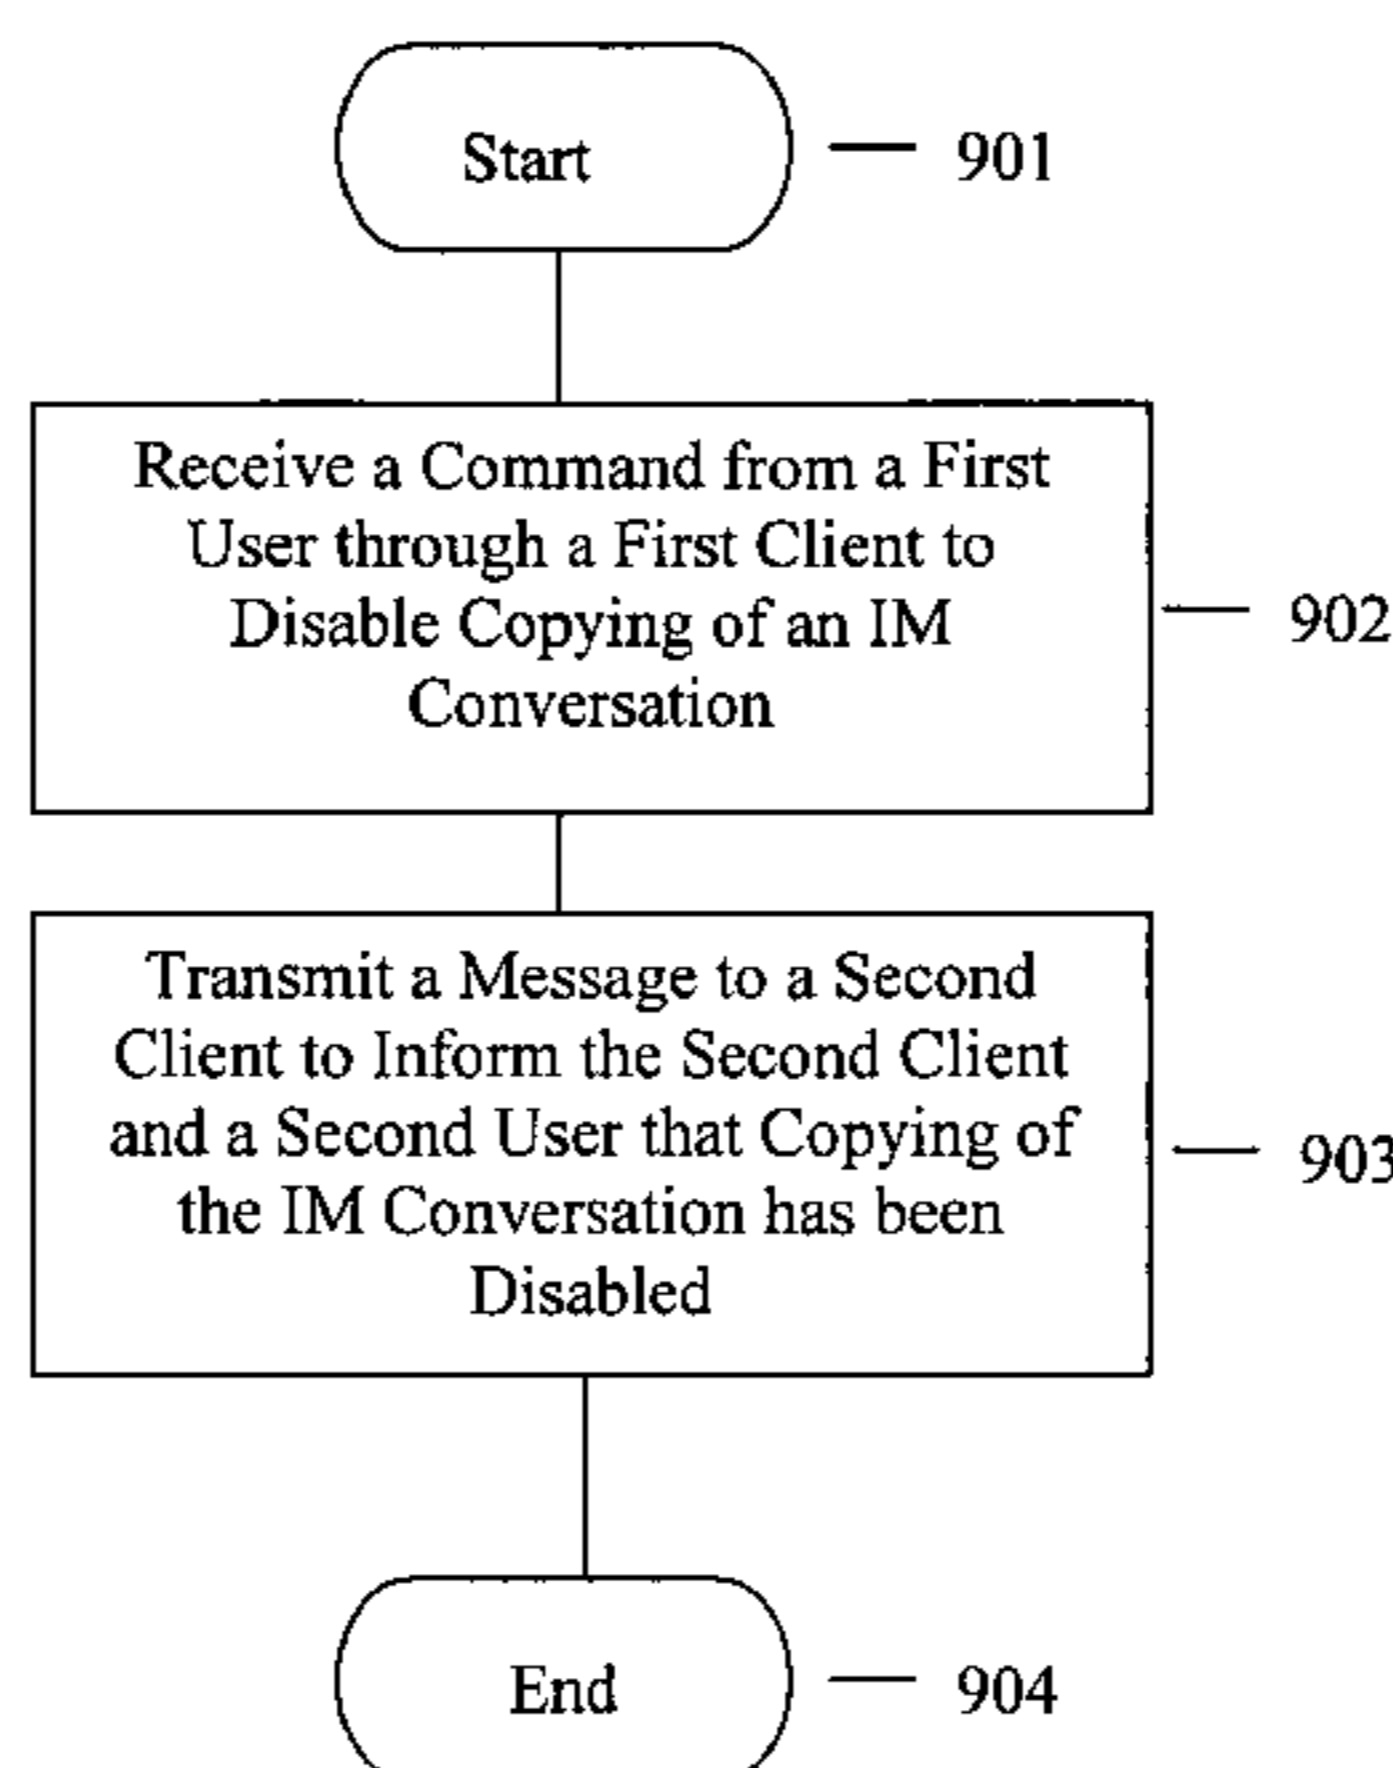 Start
901
Receive a Command from a First
User through a First Client to
Disable Copying of an IM
Conversation
902
Transmit a Message to a Second
Client to Inform the Second Client
and a Second User that Copying of
the IM Conversation has been
Disabled
903
End
904